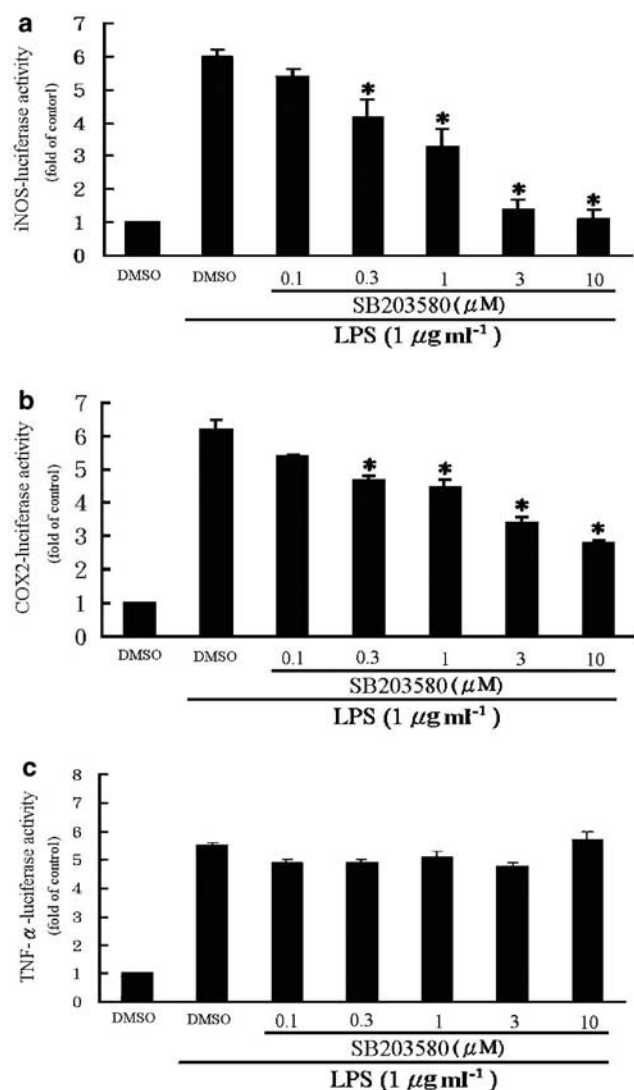 a
iNOS-luciferase activity
(fold of contorl)
7
6
5
4
3
2
1
0
* * * *
DMSO DMSO 0.1 0.3 1 3 10
SB203580 (μM)
LPS (1 μg ml⁻¹)
b
COX2-luciferase activity
(fold of control)
7
6
5
4
3
2
1
0
* * * *
DMSO DMSO 0.1 0.3 1 3 10
SB203580 (μM)
LPS (1 μg ml⁻¹)
c
TNF-α-luciferase activity
(fold of control)
8
7
6
5
4
3
2
1
0
DMSO DMSO 0.1 0.3 1 3 10
SB203580 (μM)
LPS (1 μg ml⁻¹)